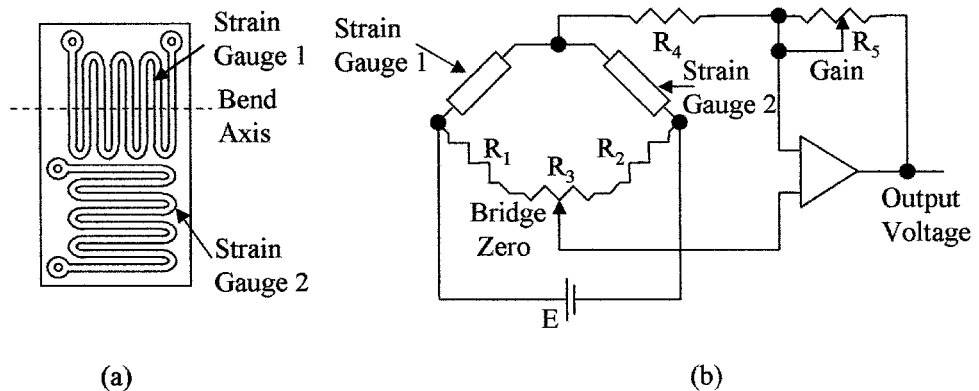 Strain
Gauge 1
Bend
Axis
Strain
Gauge 2
(a)
Strain
Gauge 1
R4
R5
Gain
Strain
Gauge 2
R1
R2
R3
Bridge
Zero
Output
Voltage
E
(b)